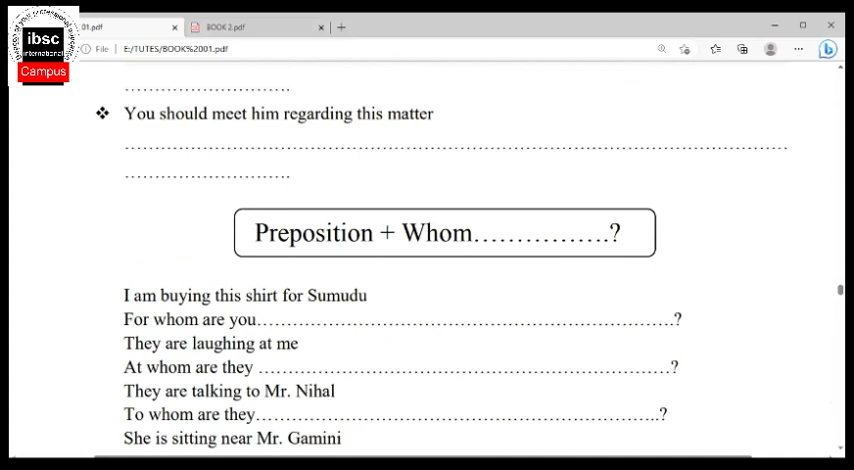 01.pdf
BOOK 2.pdf
ibsc
international
Campus
File
E:/TUTES/BOOK%2001.pdf
...........................
❖ You should meet him regarding this matter
................................................................................................................
...........................
Preposition + Whom................?
I am buying this shirt for Sumudu
For whom are you......................................................................?
They are laughing at me
At whom are they .....................................................................?
They are talking to Mr. Nihal
To whom are they....................................................................?
She is sitting near Mr. Gamini